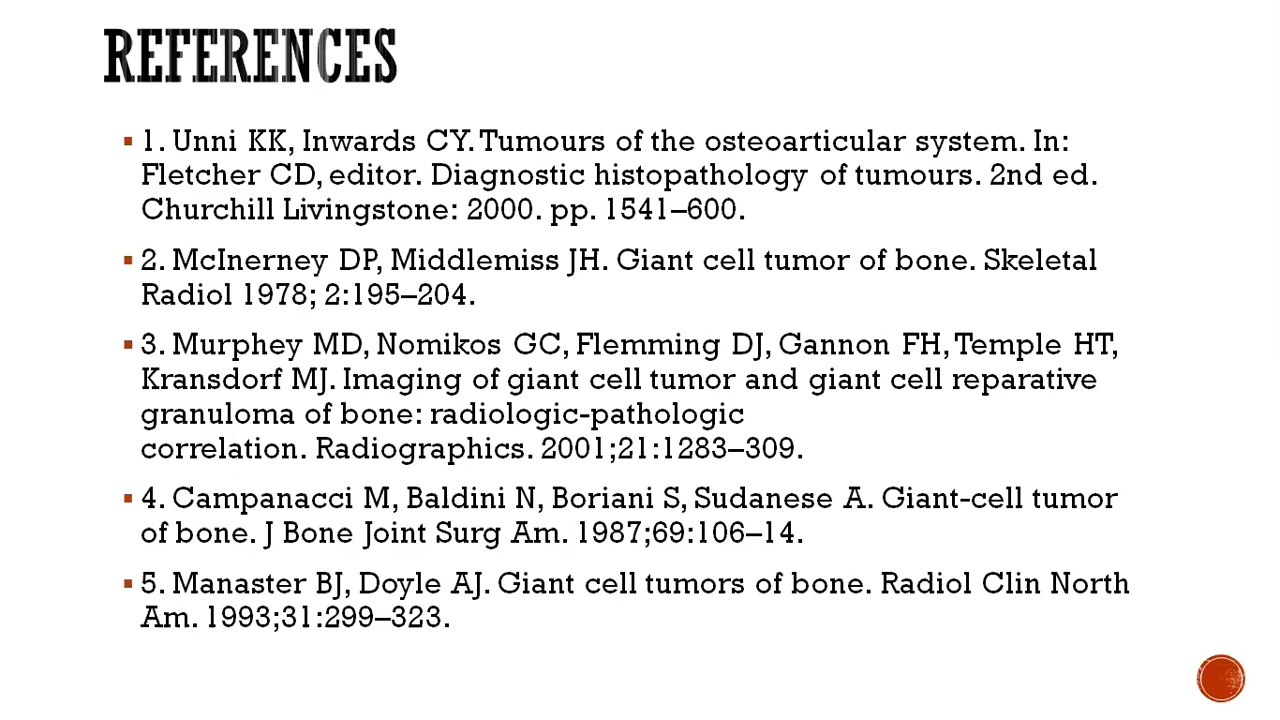 REFERENCES
1. Unni KK, Inwards CY. Tumours of the osteoarticular system. In:
Fletcher CD, editor. Diagnostic histopathology of tumours. 2nd ed.
Churchill Livingstone: 2000. pp. 1541–600.
2. McInerney DP, Middlemiss JH. Giant cell tumor of bone. Skeletal
Radiol 1978; 2:195–204.
3. Murphey MD, Nomikos GC, Flemming DJ, Gannon FH, Temple HT,
Kransdorf MJ. Imaging of giant cell tumor and giant cell reparative
granuloma of bone: radiologic-pathologic
correlation. Radiographics. 2001;21:1283–309.
4. Campanacci M, Baldini N, Boriani S, Sudanese A. Giant-cell tumor
of bone. J Bone Joint Surg Am. 1987;69:106–14.
5. Manaster BJ, Doyle AJ. Giant cell tumors of bone. Radiol Clin North
Am. 1993;31:299–323.